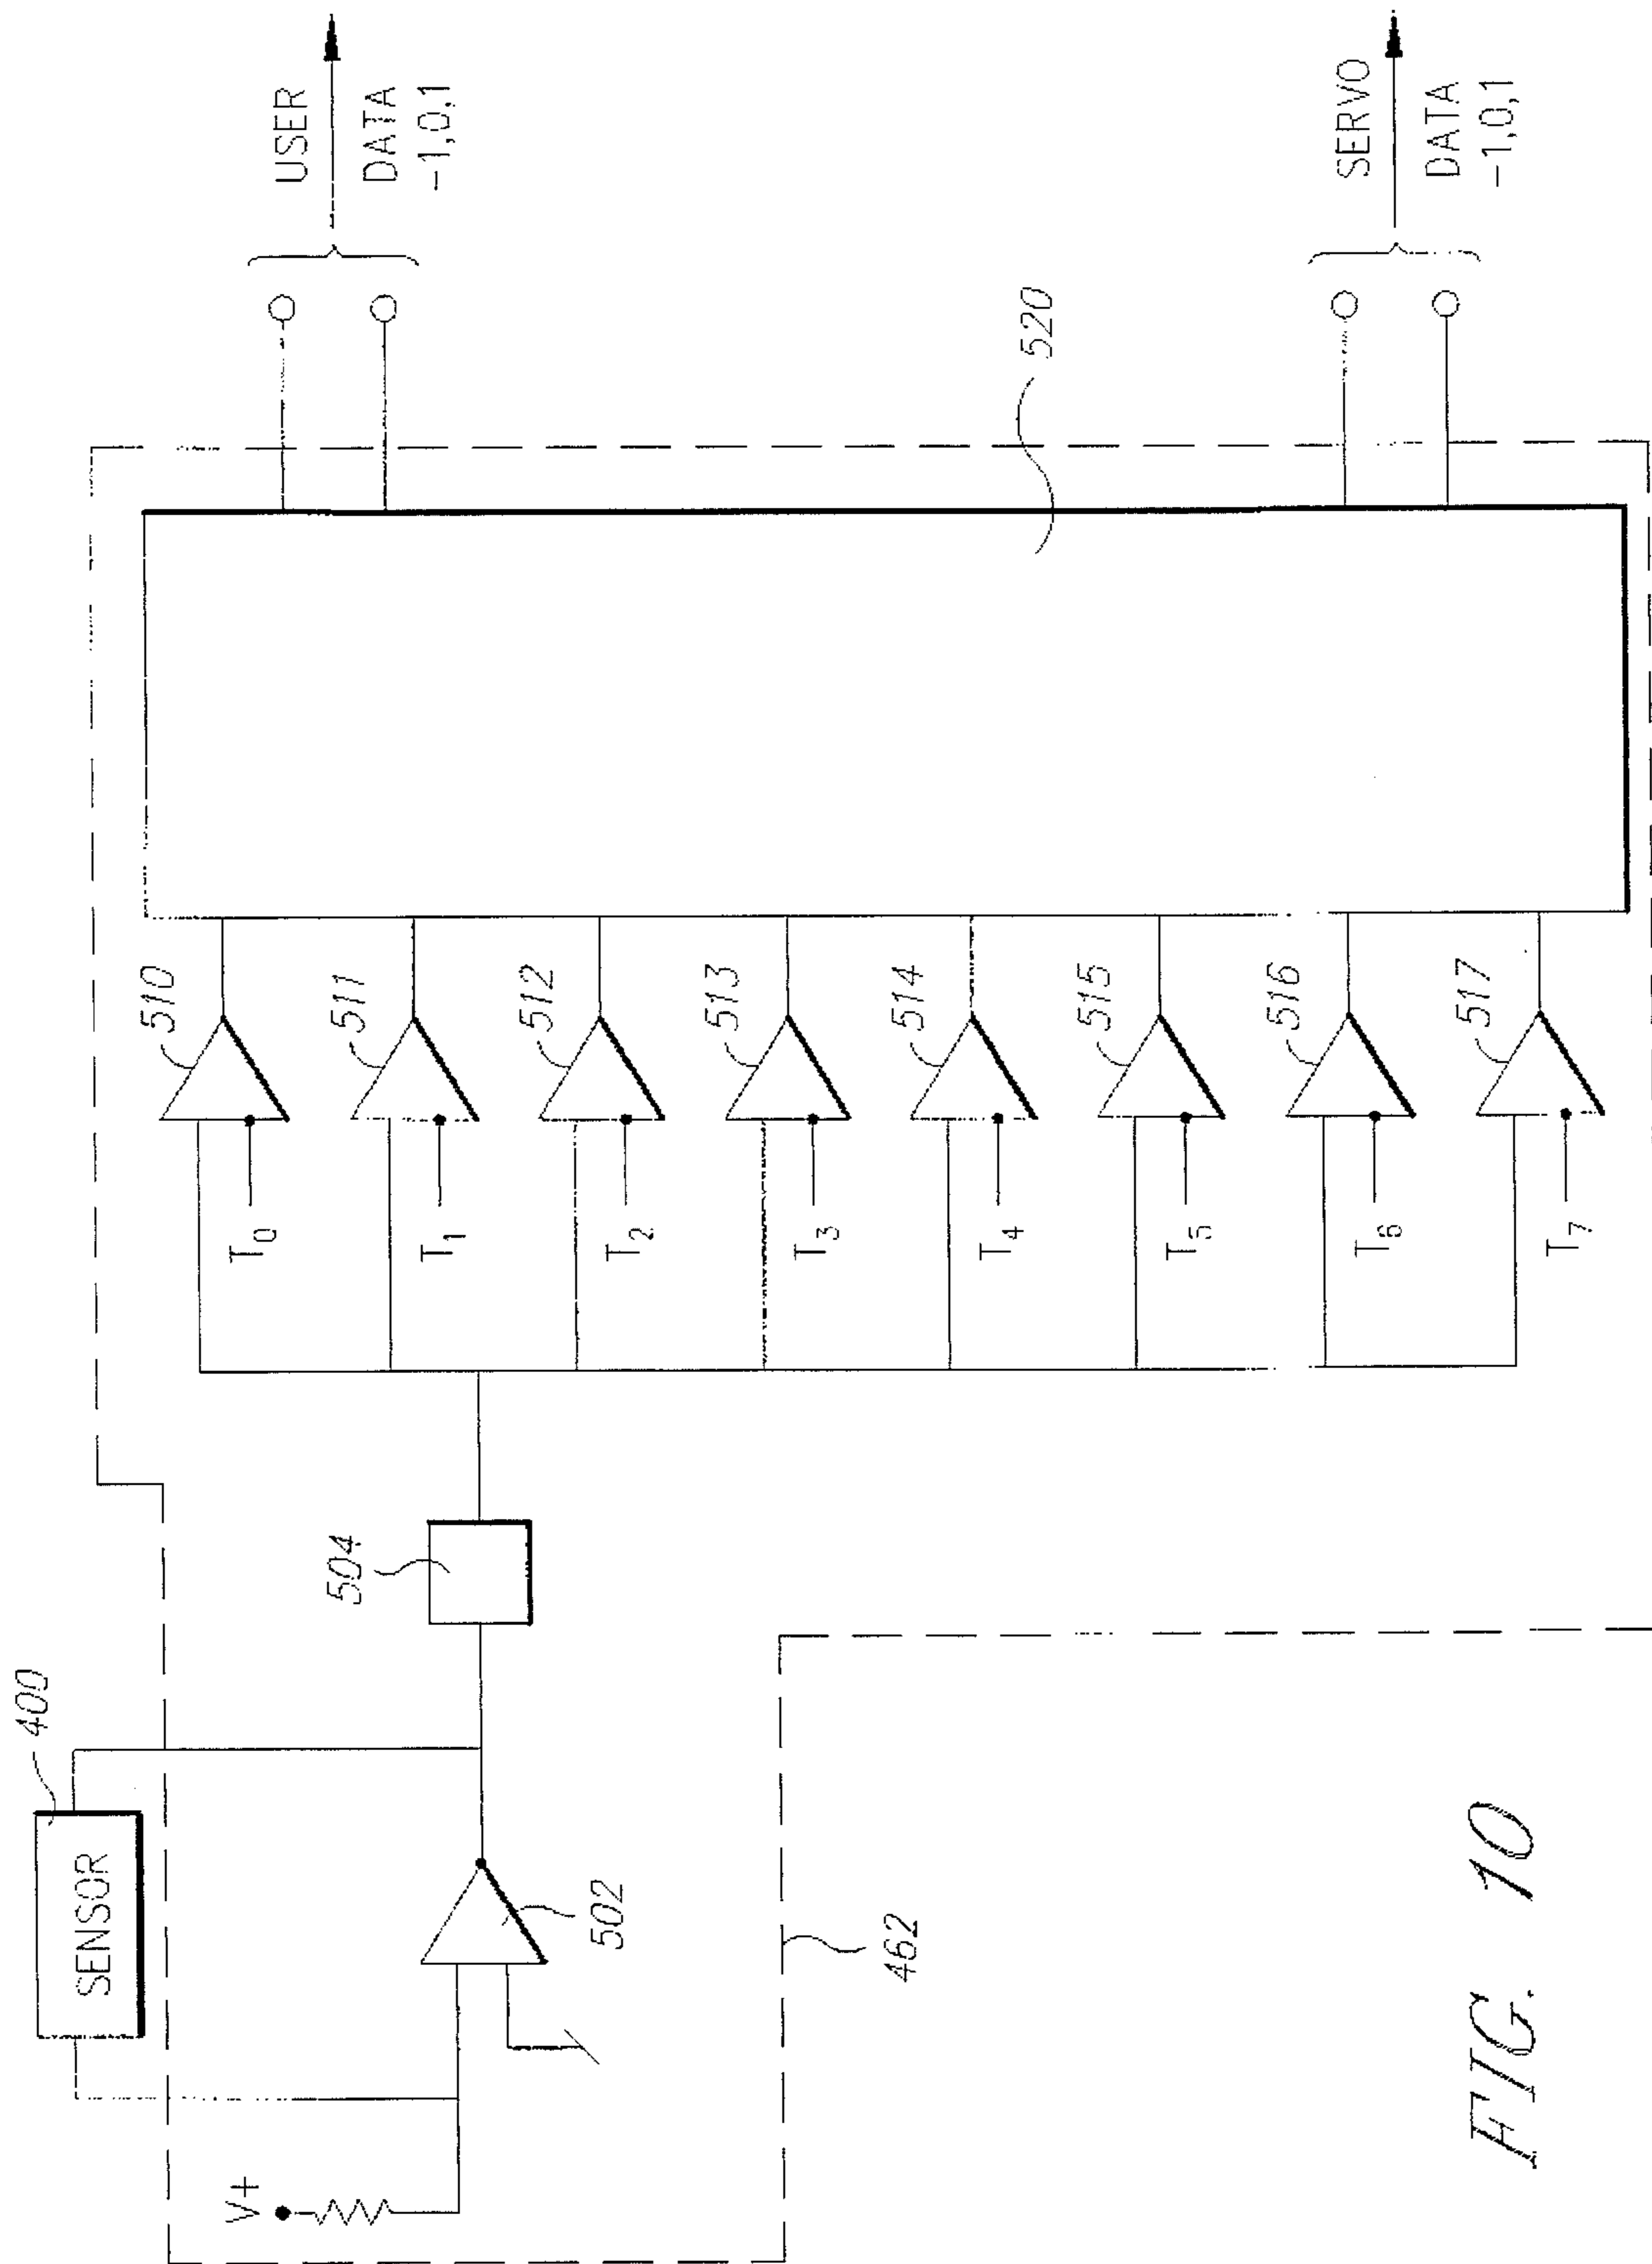 400
SENSOR
V+
502
504
462
510
511
512
513
514
515
516
517
T0
T1
T2
T3
T4
T5
T6
T7
520
USER
DATA
-1,0,1
SERVO
DATA
-1,0,1
FIG. 10